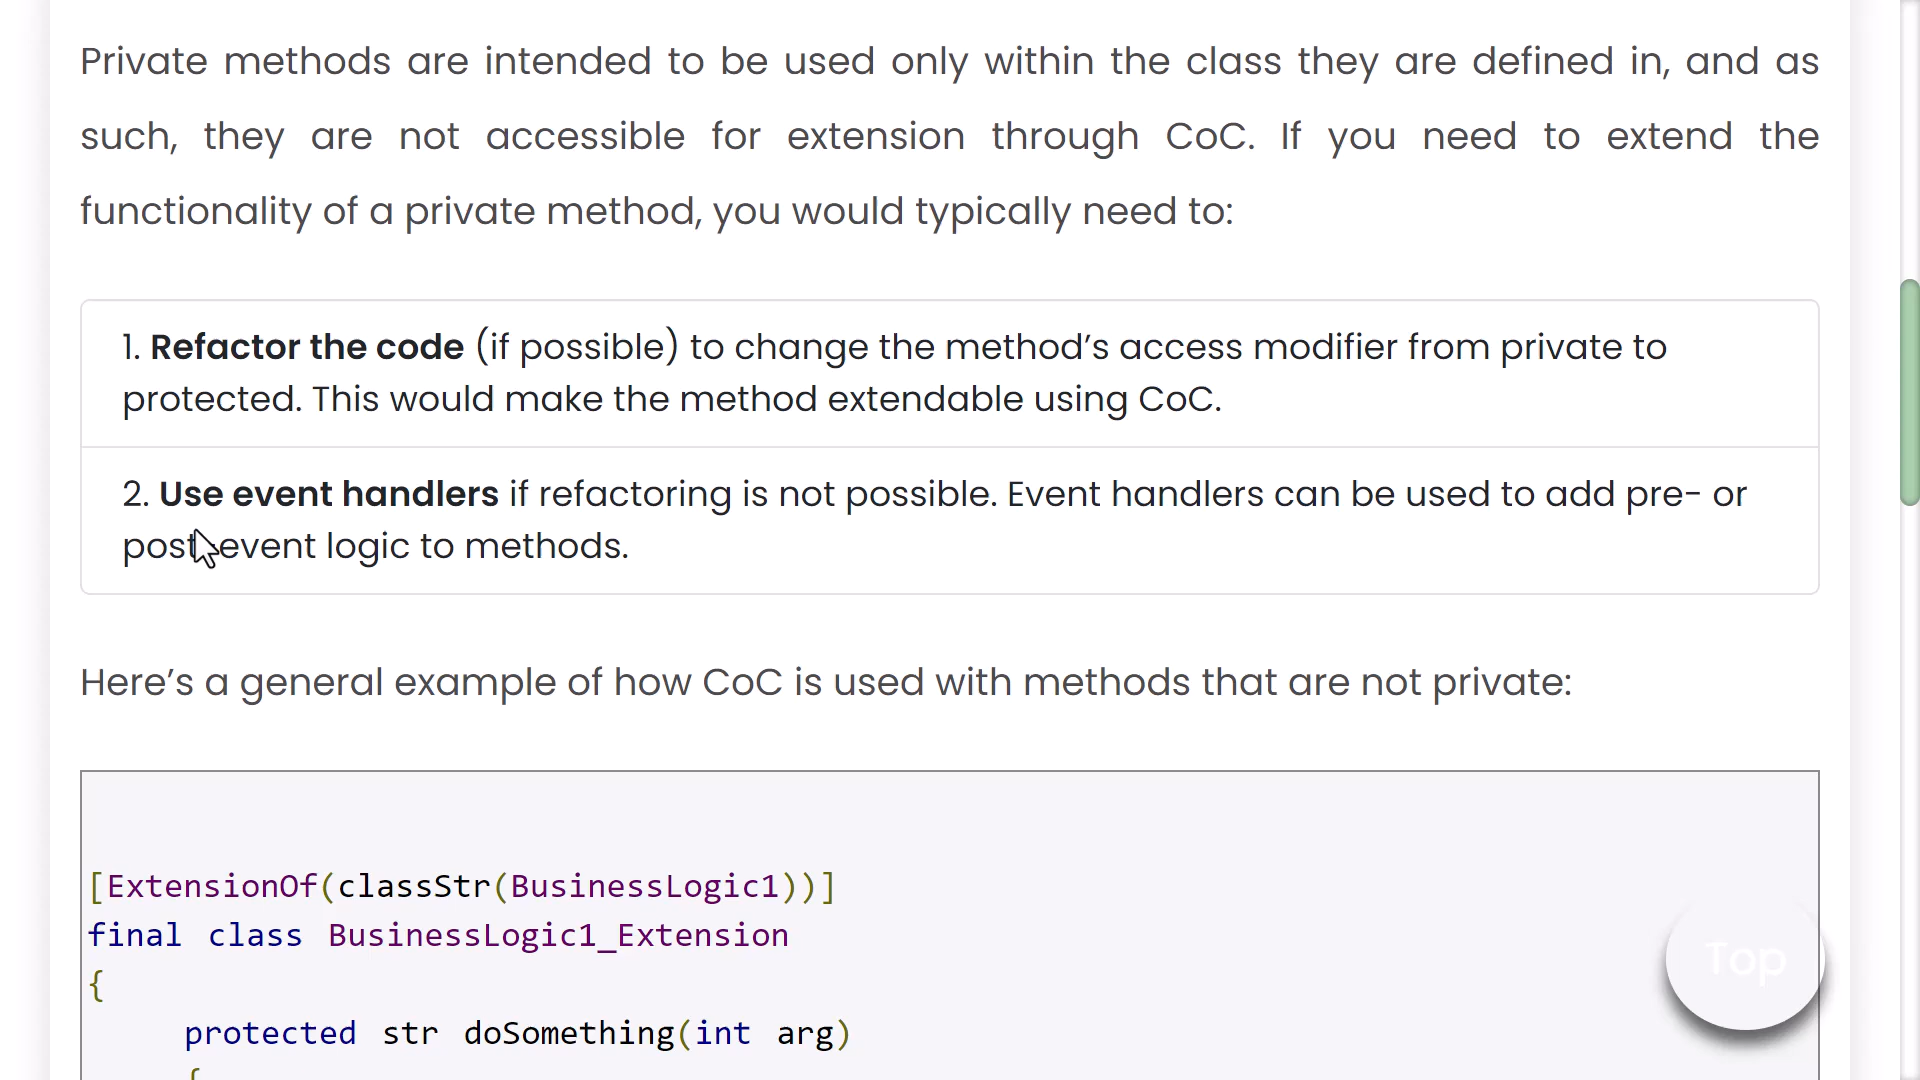 Private methods are intended to be used only within the class they are defined in, and as
such, they are not accessible for extension through CoC. If you need to extend the
functionality of a private method, you would typically need to:
1. Refactor the code (if possible) to change the method’s access modifier from private to
protected. This would make the method extendable using CoC.
2. Use event handlers if refactoring is not possible. Event handlers can be used to add pre- or
post-event logic to methods.
Here’s a general example of how CoC is used with methods that are not private:
[ExtensionOf(classStr(BusinessLogic1))]
final class BusinessLogic1_Extension
{
Top
protected str doSomething(int arg)
{